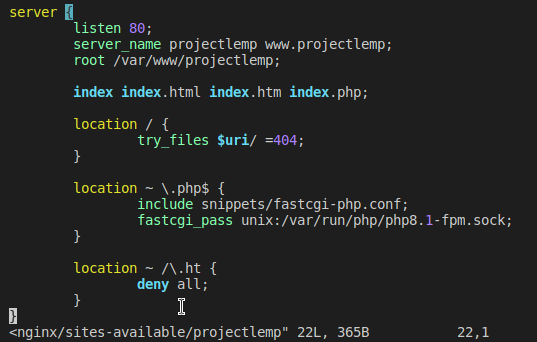 server {
        listen 80;
        server_name projectlemp www.projectlemp;
        root /var/www/projectlemp;

        index index.html index.htm index.php;

        location / {
                try_files $uri/ =404;
        }

        location ~ \.php$ {
                include snippets/fastcgi-php.conf;
                fastcgi_pass unix:/var/run/php/php8.1-fpm.sock;
        }

        location ~ /\.ht {
                deny all;
        }
}
<nginx/sites-available/projectlemp" 22L, 365B          22,1